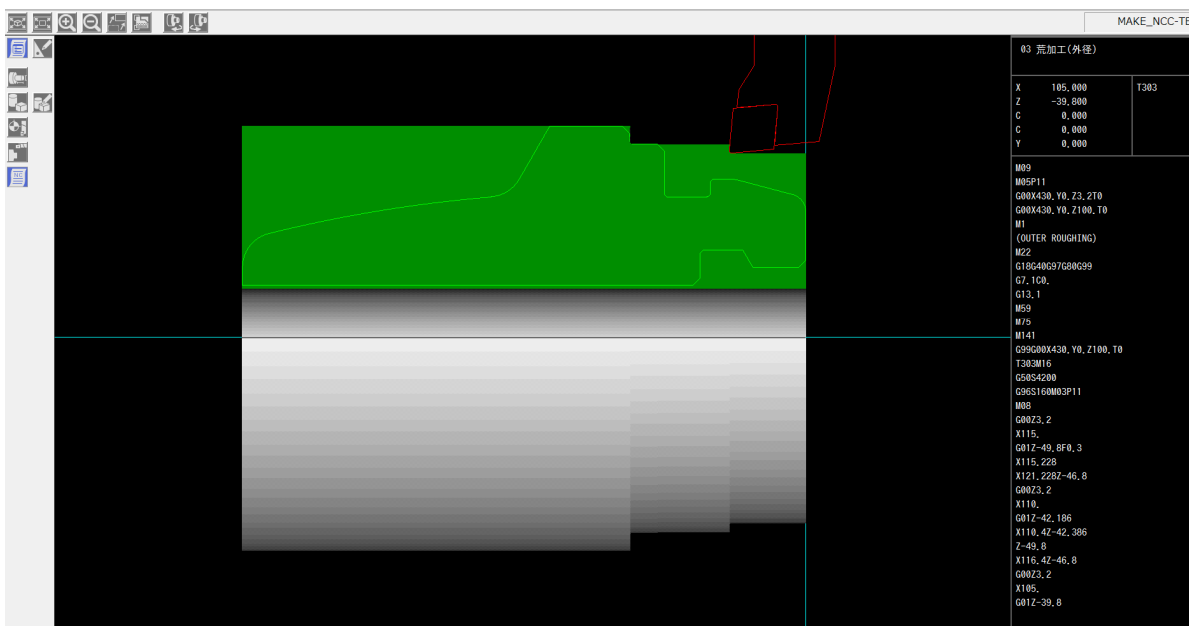 MAKE_NCC-TE
03 荒加工(外径)
X 105.000 T303
Z -39.800
C 0.000
C 0.000
Y 0.000
M09
M05P11
G00X430.Y0.Z3.2T0
G00X430.Y0.Z100.T0
M1
(OUTER ROUGHING)
M22
G18G40G97G80G99
G7.1C0.
G13.1
M59
M75
M141
G99G00X430.Y0.Z100.T0
T303M16
G50S4200
G96S160M03P11
M08
G00Z3.2
X115.
G01Z-49.8F0.3
X115.228
X121.228Z-46.8
G00Z3.2
X110.
G01Z-42.186
X110.4Z-42.386
Z-49.8
X116.4Z-46.8
G00Z3.2
X105.
G01Z-39.8